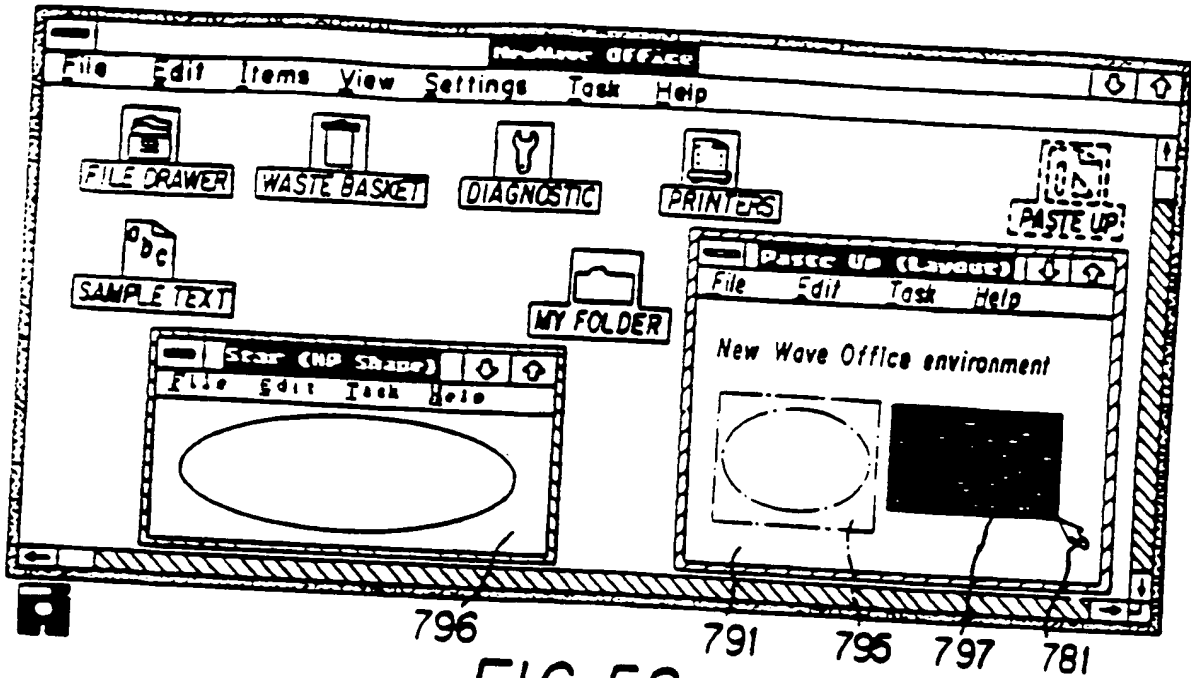 NewWave Office
File Edit Items View Settings Task Help
FILE DRAWER WASTE BASKET DIAGNOSTIC PRINTERS PASTE UP
abc
SAMPLE TEXT
MY FOLDER
Paste Up (Layout)
File Edit Task Help
New Wave Office environment
Star (HP Shape)
File Edit Task Help
796 791 795 797 781